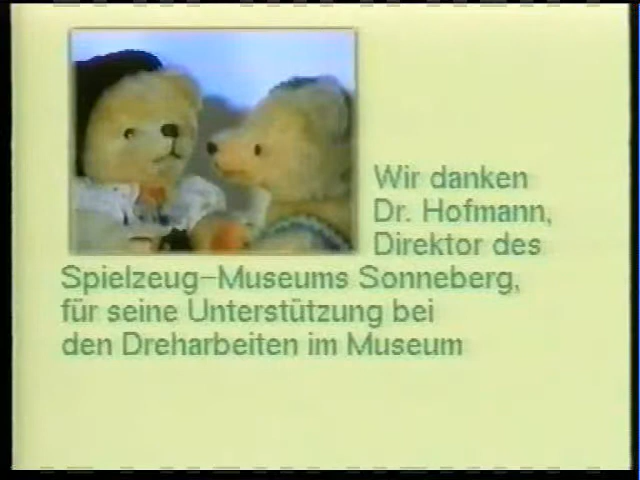 Wir danken
Dr. Hofmann,
Direktor des
Spielzeug-Museums Sonneberg,
für seine Unterstützung bei
den Dreharbeiten im Museum